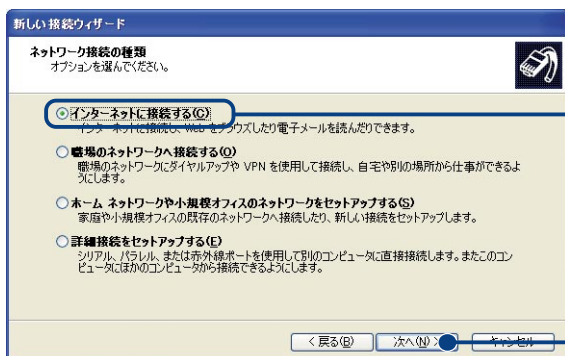 新しい接続ウィザード
ネットワーク接続の種類
オプションを選んでください。
インターネットに接続する(C)
インターネットに接続し、Web をブラウズしたり電子メールを読んだりできます。
職場のネットワークへ接続する(O)
職場のネットワークにダイヤルアップや VPN を使用して接続し、自宅や別の場所から仕事ができるよ
うにします。
ホーム ネットワークや小規模オフィスのネットワークをセットアップする(S)
家庭や小規模オフィスの既存のネットワークへ接続したり、新しい接続をセットアップします。
詳細接続をセットアップする(E)
シリアル、パラレル、または赤外線ポートを使用して別のコンピュータに直接接続します。またこのコン
ピュータにほかのコンピュータから接続できるようにします。
< 戻る(B) 次へ(N) > キャンセル